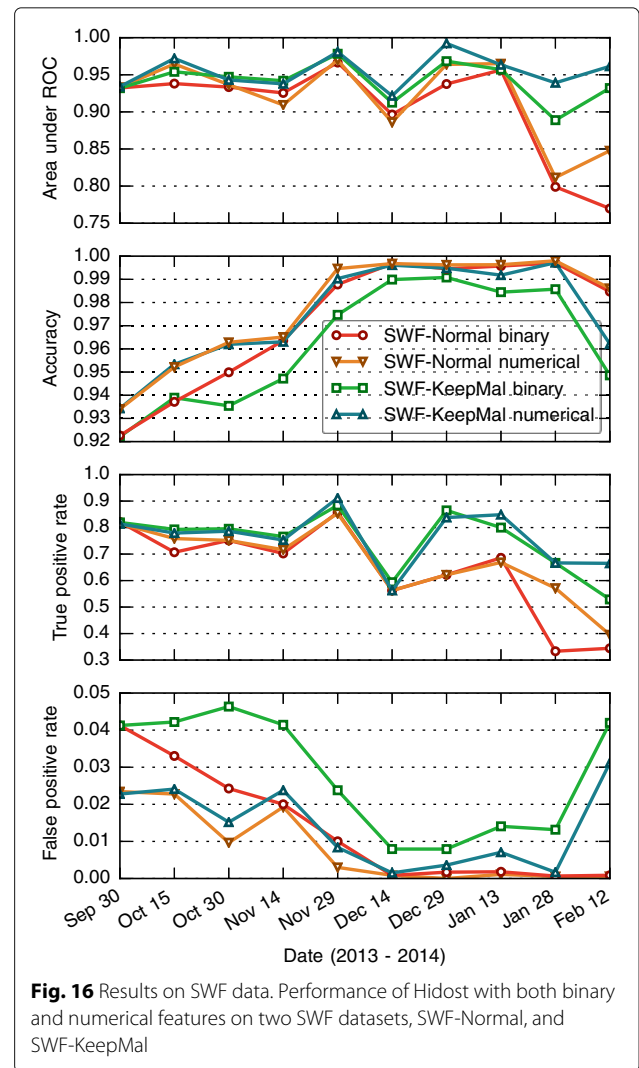 1.00
0.95
0.90
0.85
0.80
0.75
Area under ROC
1.00
0.99
0.98
0.97
0.96
0.95
0.94
0.93
0.92
Accuracy
SWF-Normal binary
SWF-Normal numerical
SWF-KeepMal binary
SWF-KeepMal numerical
1.0
0.9
0.8
0.7
0.6
0.5
0.4
0.3
True positive rate
0.05
0.04
0.03
0.02
0.01
0.00
False positive rate
Sep 30
Oct 15
Oct 30
Nov 14
Nov 29
Dec 14
Dec 29
Jan 13
Jan 28
Feb 12
Date (2013 - 2014)
Fig. 16 Results on SWF data. Performance of Hidost with both binary
and numerical features on two SWF datasets, SWF-Normal, and
SWF-KeepMal